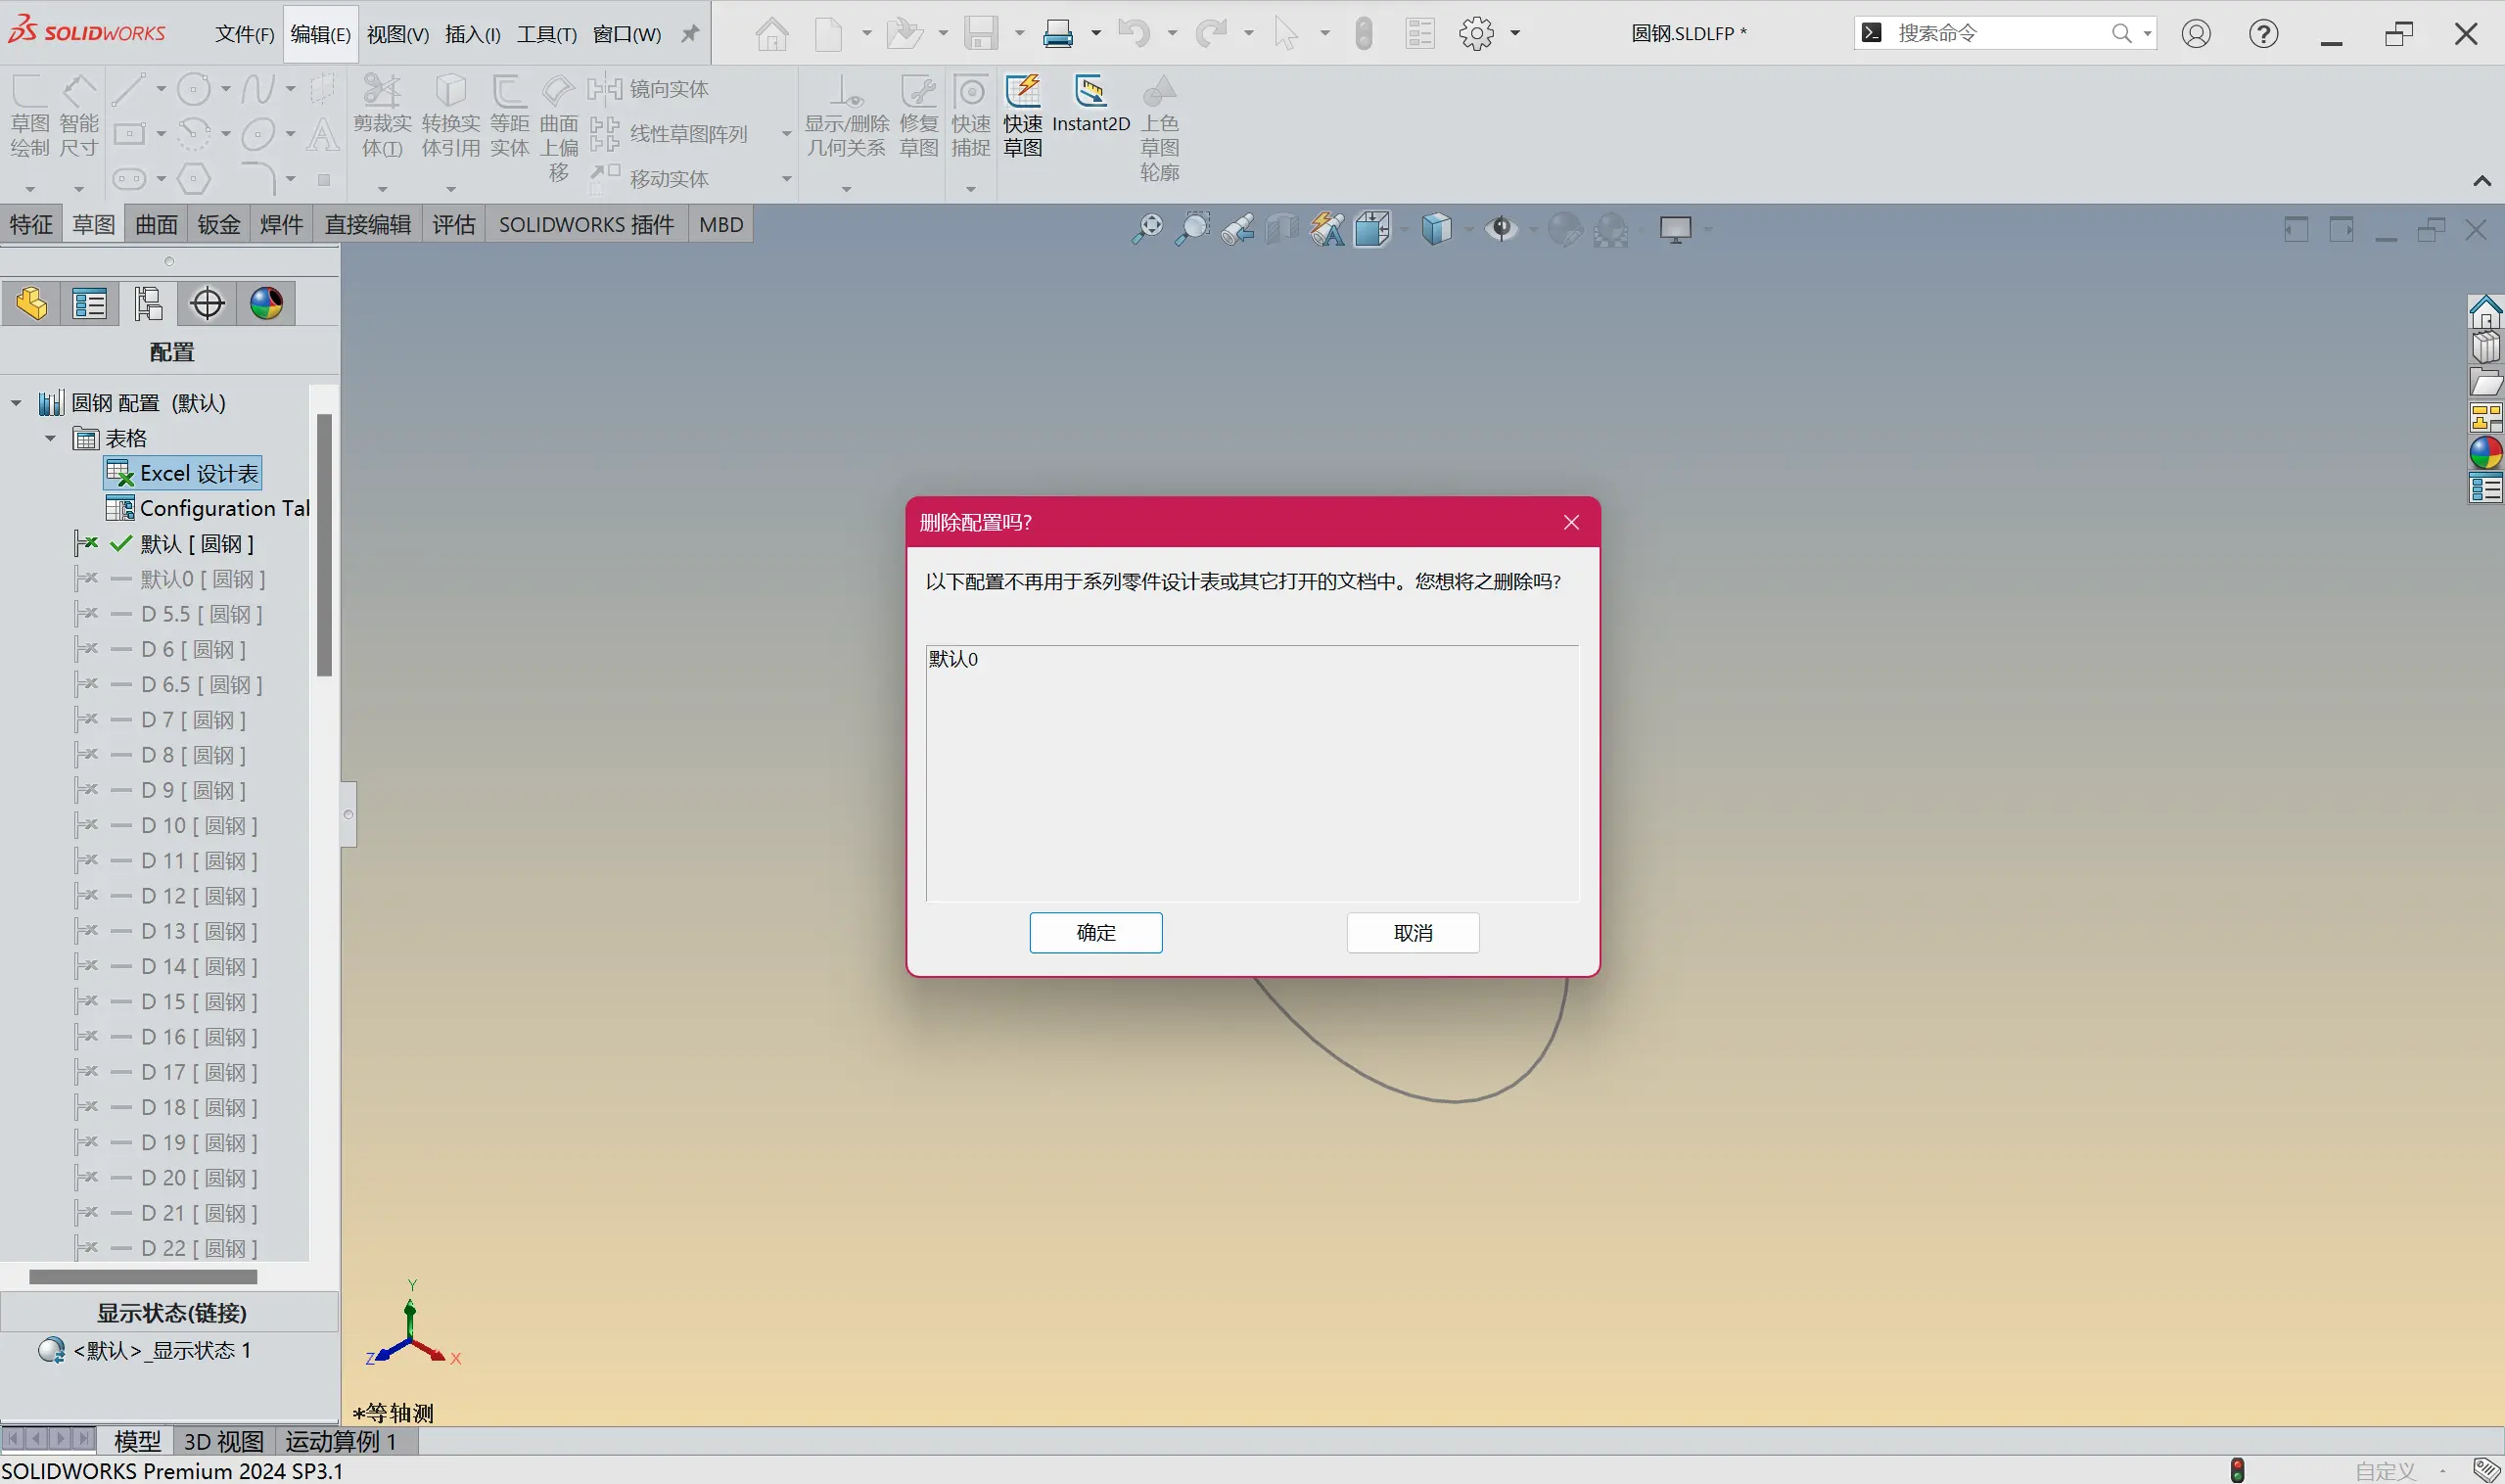 SOLIDWORKS 文件(F) 编辑(E) 视图(V) 插入(I) 工具(T) 窗口(W) 圆钢.SLDLFP * 搜索命令
草图绘制 智能尺寸 剪裁实体(T) 转换实体引用 等距实体 曲面上偏移 镜向实体 线性草图阵列 移动实体 显示/删除几何关系 修复草图 快速捕捉 快速草图 Instant2D 上色草图轮廓
特征 草图 曲面 钣金 焊件 直接编辑 评估 SOLIDWORKS 插件 MBD
配置
圆钢 配置 (默认)
表格
Excel 设计表
Configuration Tal
默认 [ 圆钢 ]
默认0 [ 圆钢 ]
D 5.5 [ 圆钢 ]
D 6 [ 圆钢 ]
D 6.5 [ 圆钢 ]
D 7 [ 圆钢 ]
D 8 [ 圆钢 ]
D 9 [ 圆钢 ]
D 10 [ 圆钢 ]
D 11 [ 圆钢 ]
D 12 [ 圆钢 ]
D 13 [ 圆钢 ]
D 14 [ 圆钢 ]
D 15 [ 圆钢 ]
D 16 [ 圆钢 ]
D 17 [ 圆钢 ]
D 18 [ 圆钢 ]
D 19 [ 圆钢 ]
D 20 [ 圆钢 ]
D 21 [ 圆钢 ]
D 22 [ 圆钢 ]
显示状态(链接)
<默认>_显示状态 1
删除配置吗?
以下配置不再用于系列零件设计表或其它打开的文档中。您想将之删除吗?
默认0
确定 取消
Y
Z X
*等轴测
模型 3D 视图 运动算例 1
SOLIDWORKS Premium 2024 SP3.1 自定义